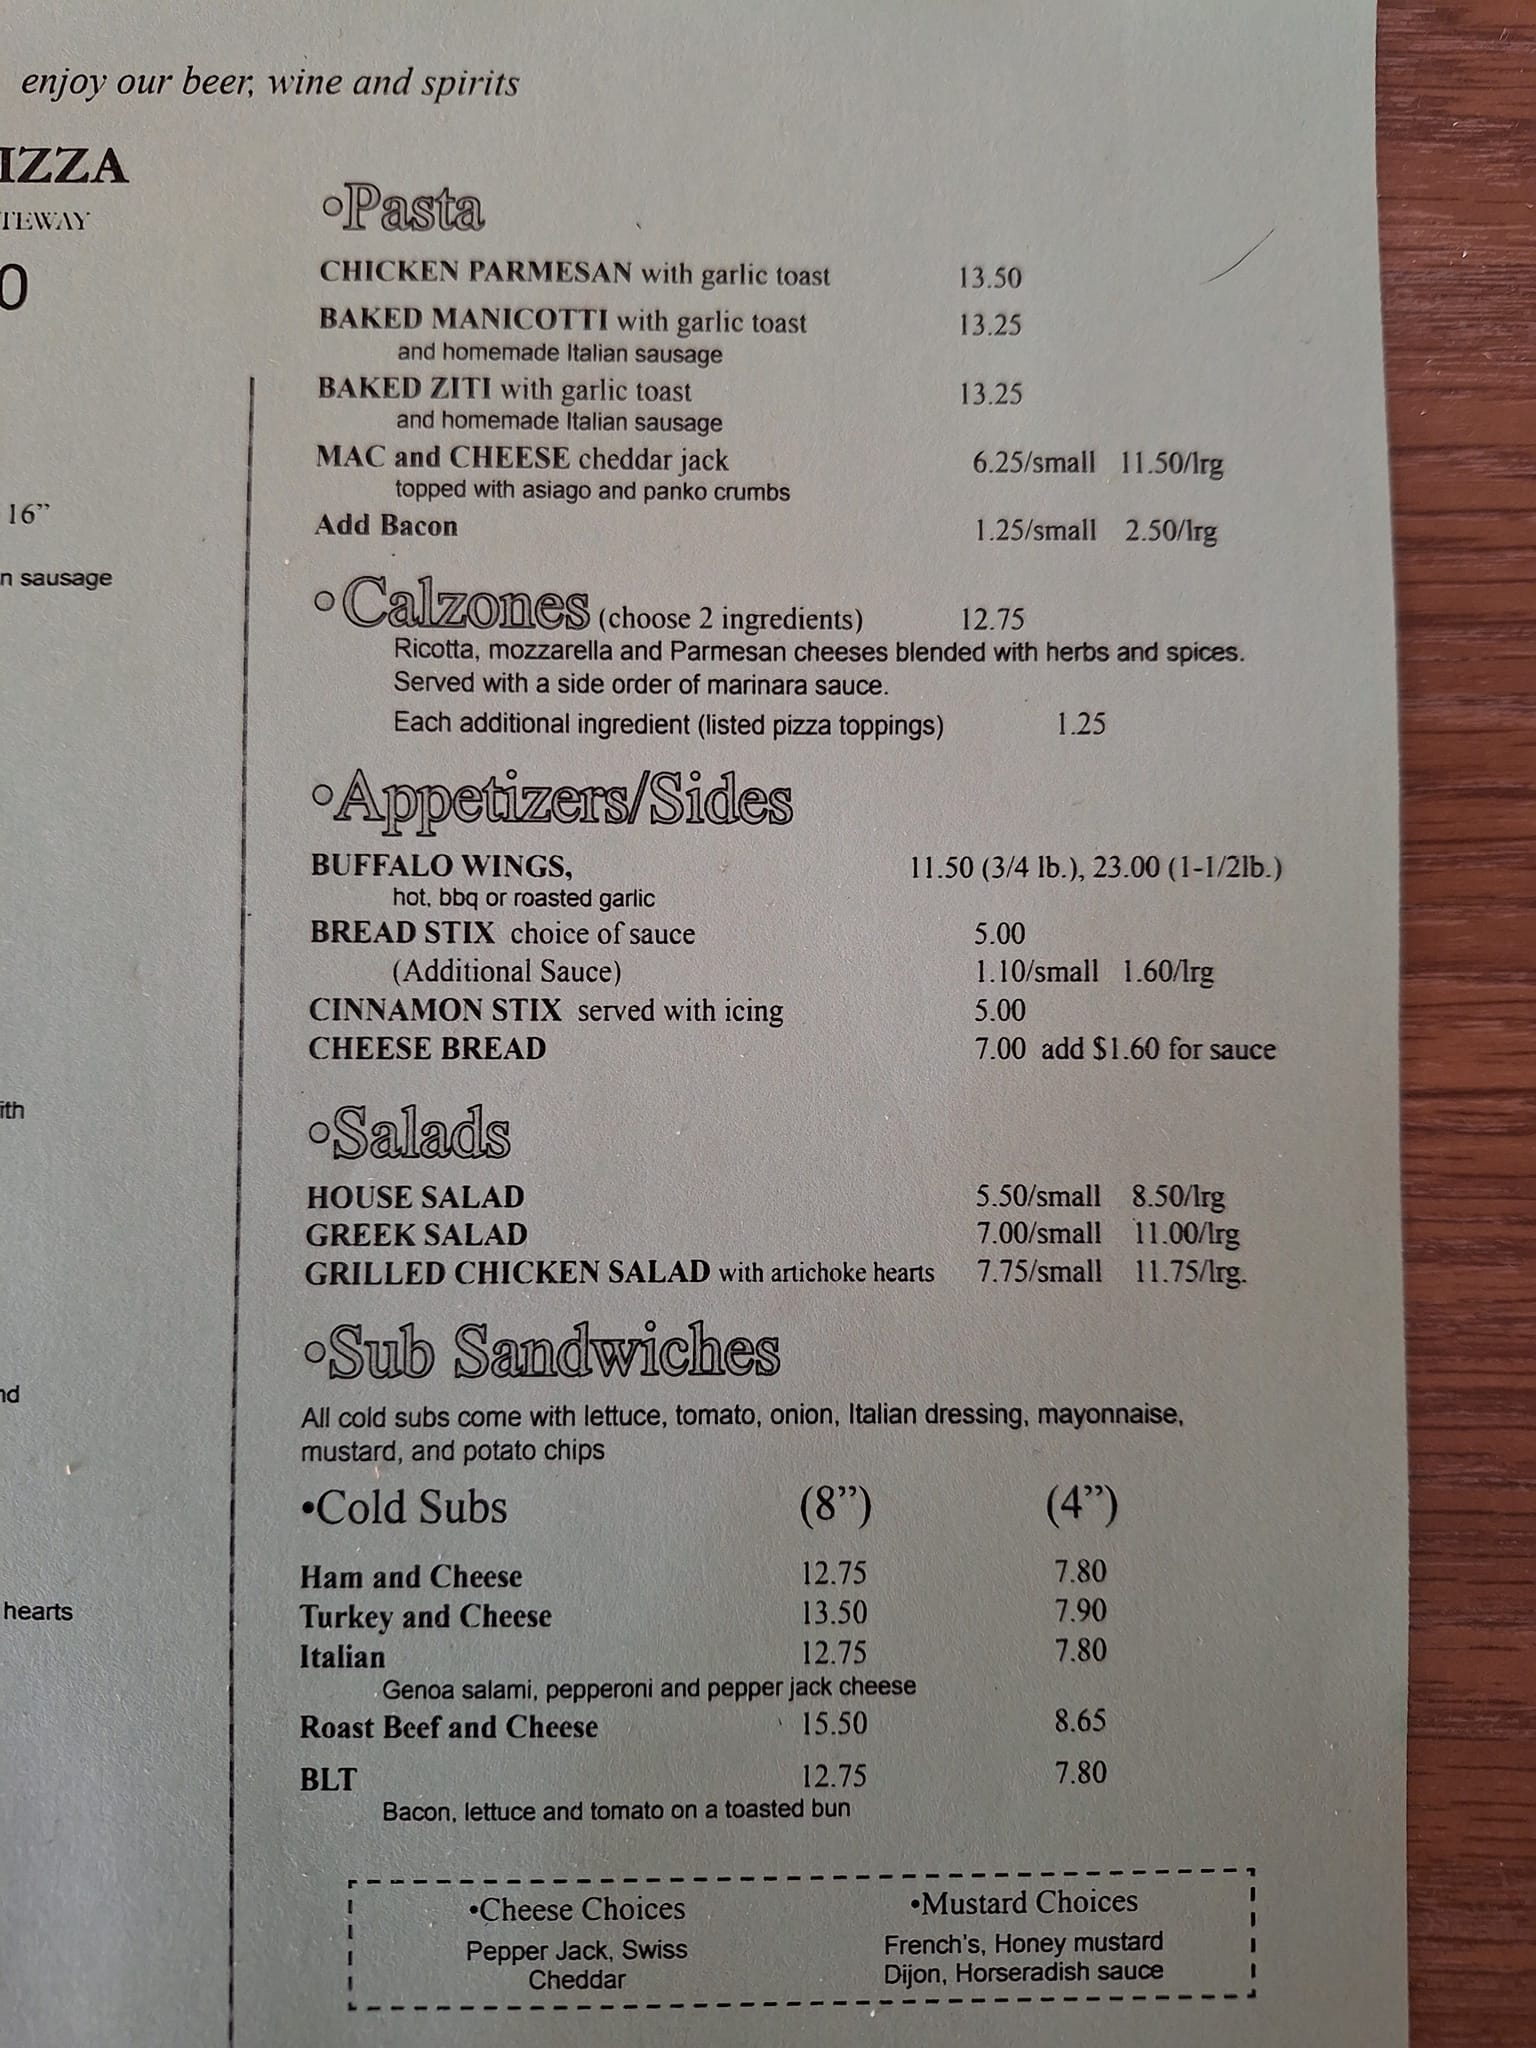 enjoy our beer, wine and spirits
IZZA
TEWAY
0
16”
n sausage
ith
nd
hearts
•Pasta
CHICKEN PARMESAN with garlic toast 13.50
BAKED MANICOTTI with garlic toast 13.25
and homemade Italian sausage
BAKED ZITI with garlic toast 13.25
and homemade Italian sausage
MAC and CHEESE cheddar jack 6.25/small 11.50/lrg
topped with asiago and panko crumbs
Add Bacon 1.25/small 2.50/lrg
•Calzones (choose 2 ingredients) 12.75
Ricotta, mozzarella and Parmesan cheeses blended with herbs and spices.
Served with a side order of marinara sauce.
Each additional ingredient (listed pizza toppings) 1.25
•Appetizers/Sides
BUFFALO WINGS, 11.50 (3/4 lb.), 23.00 (1-1/2lb.)
hot, bbq or roasted garlic
BREAD STIX choice of sauce 5.00
(Additional Sauce) 1.10/small 1.60/lrg
CINNAMON STIX served with icing 5.00
CHEESE BREAD 7.00 add $1.60 for sauce
•Salads
HOUSE SALAD 5.50/small 8.50/lrg
GREEK SALAD 7.00/small 11.00/lrg
GRILLED CHICKEN SALAD with artichoke hearts 7.75/small 11.75/lrg.
•Sub Sandwiches
All cold subs come with lettuce, tomato, onion, Italian dressing, mayonnaise,
mustard, and potato chips
•Cold Subs (8”) (4”)
Ham and Cheese 12.75 7.80
Turkey and Cheese 13.50 7.90
Italian 12.75 7.80
Genoa salami, pepperoni and pepper jack cheese
Roast Beef and Cheese 15.50 8.65
BLT 12.75 7.80
Bacon, lettuce and tomato on a toasted bun
•Cheese Choices
Pepper Jack, Swiss
Cheddar
•Mustard Choices
French’s, Honey mustard
Dijon, Horseradish sauce